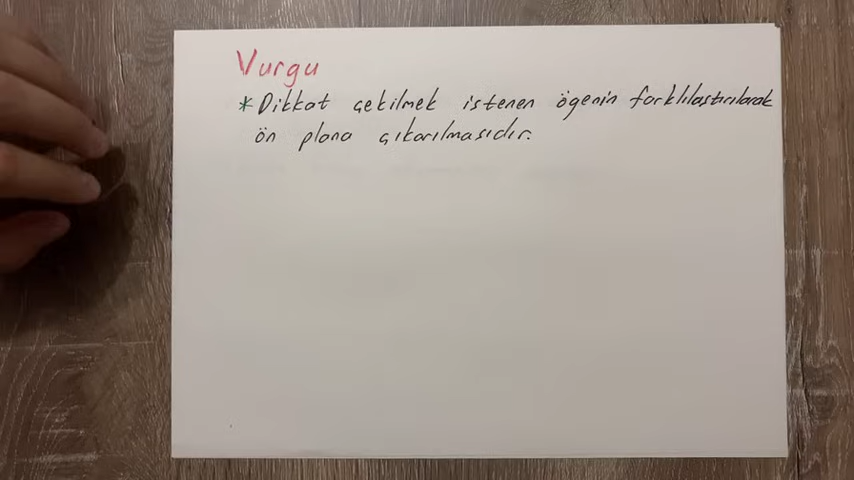 Vurgu
*Dikkat çekilmek istenen ögenin farklılaştırılarak
ön plana çıkarılmasıdır.